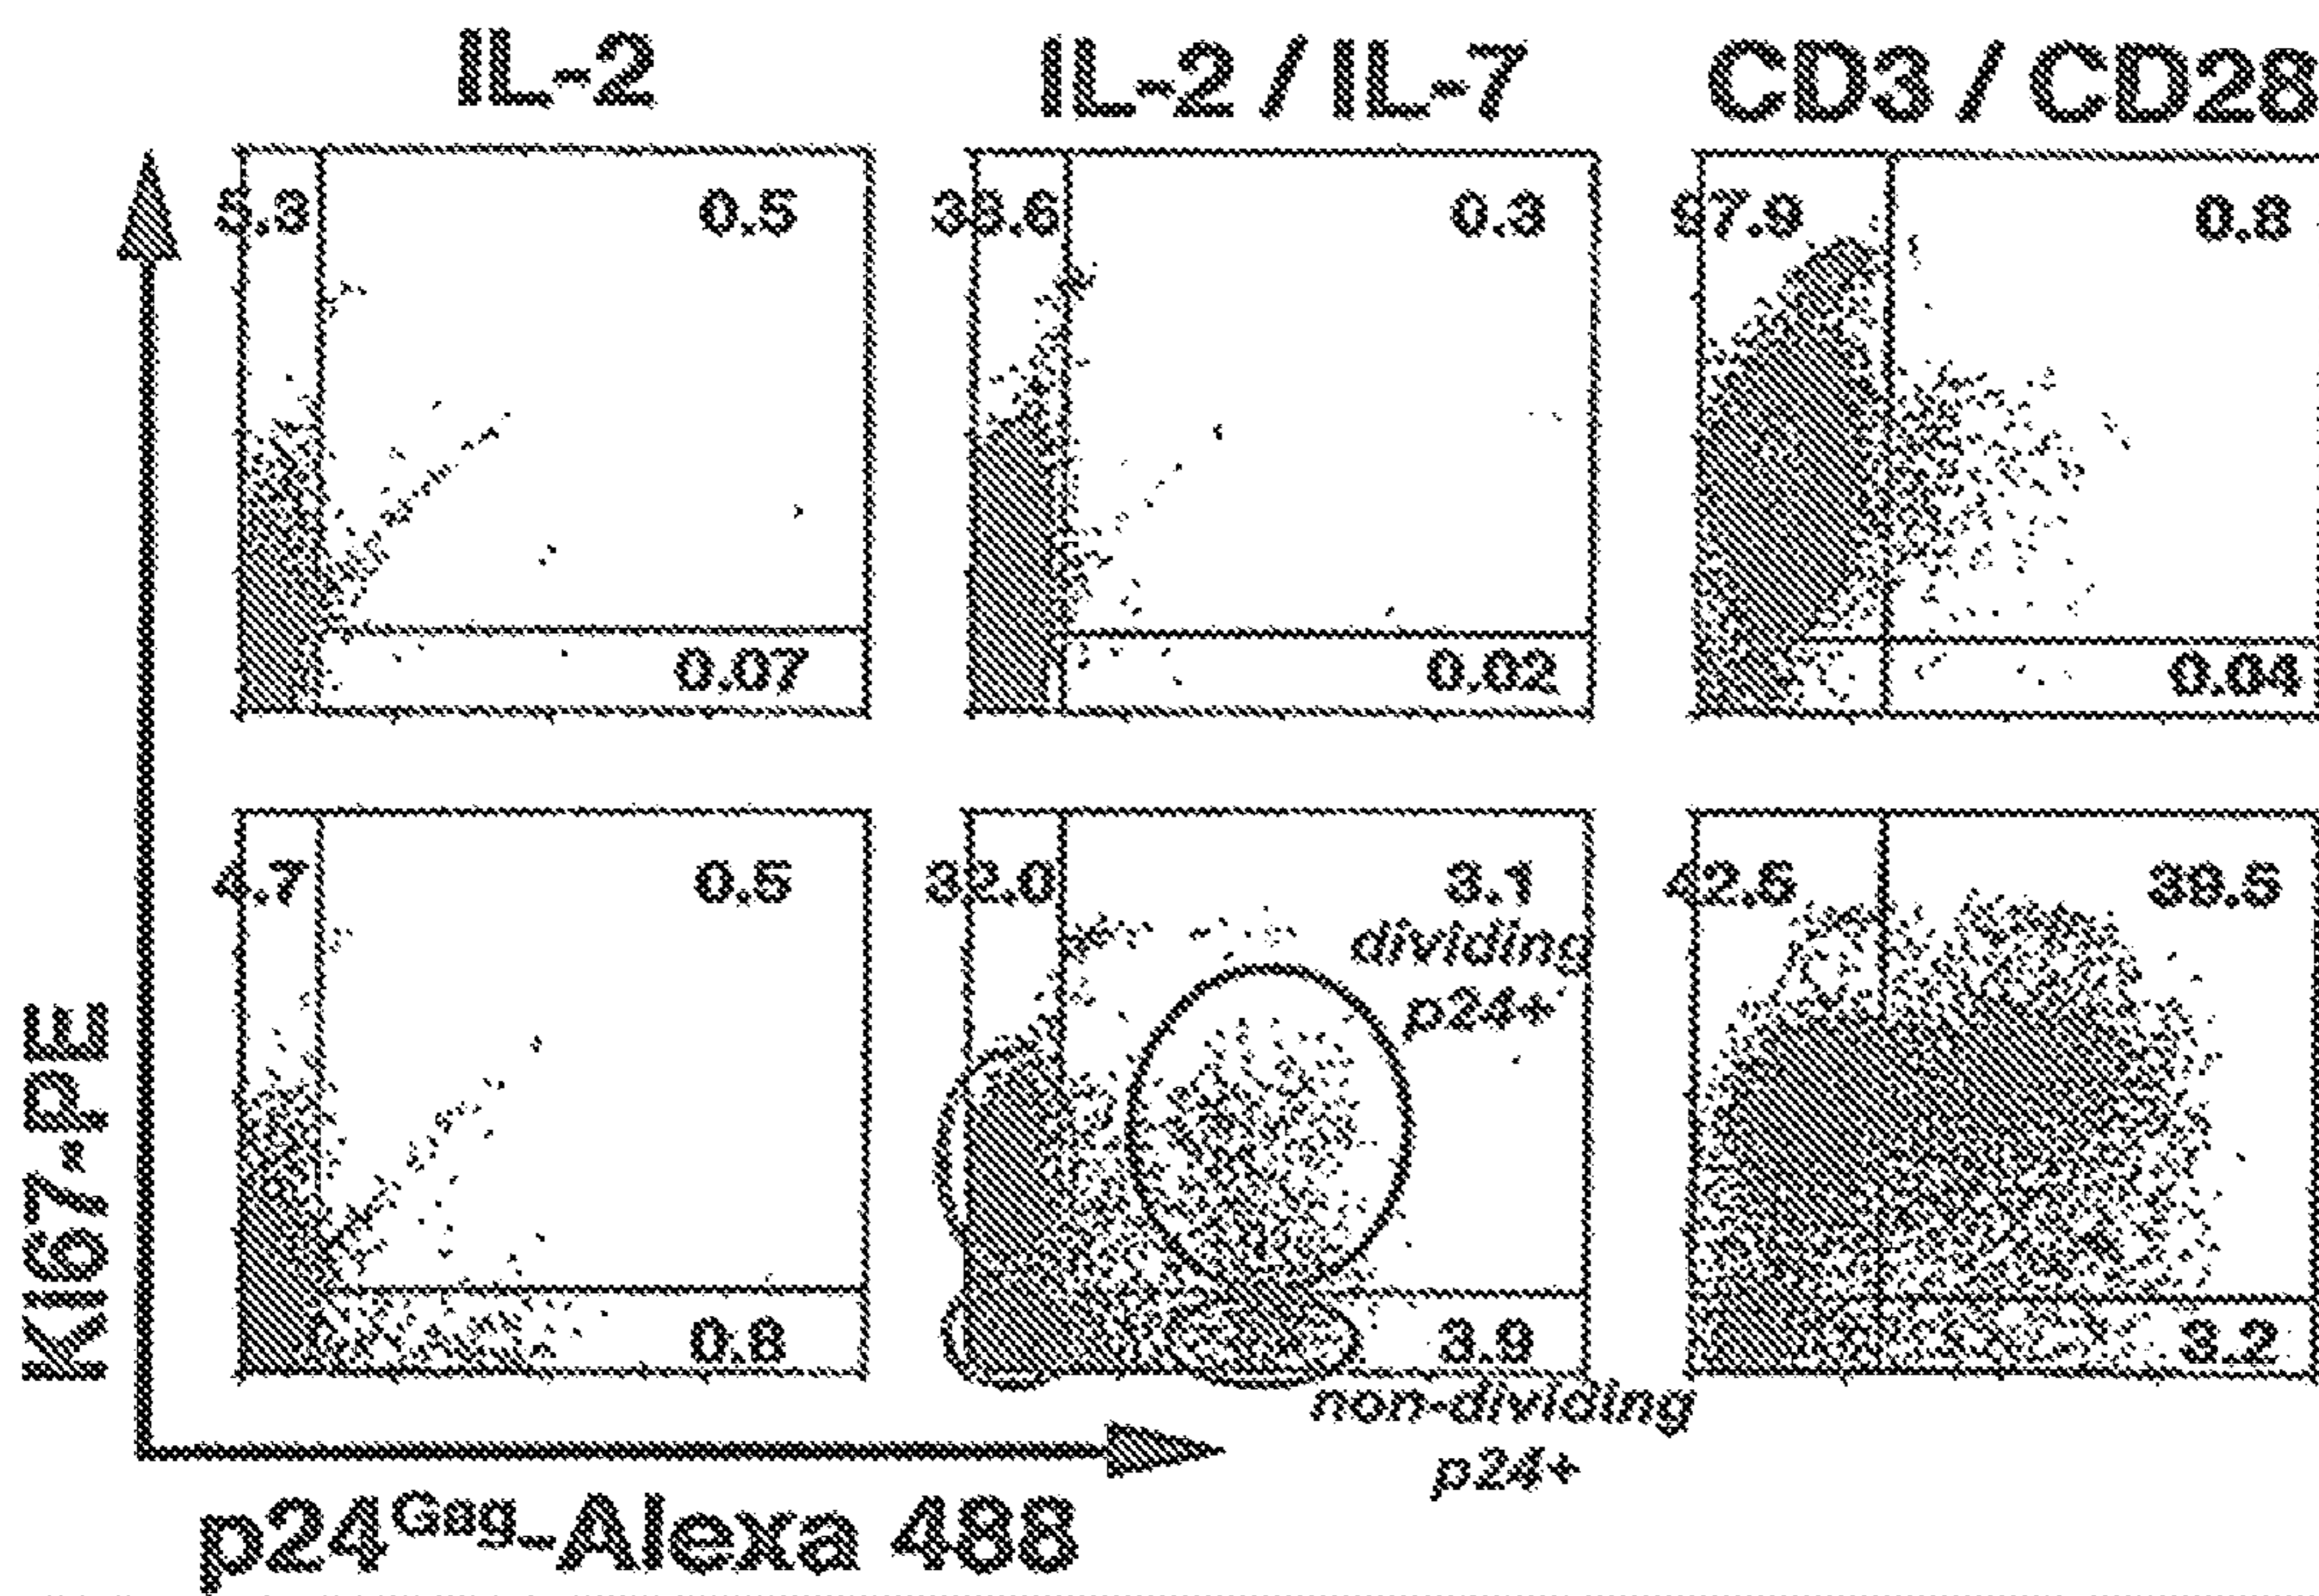 IL-2 IL-2 / IL-7 CD3 / CD28
5.3 0.5 0.3 0.8
0.07 0.02 0.04
4.7 0.5 32.0 3.1 42.5 39.5
dividing
p24+
0.8 3.9 3.2
non-dividing
p24+
KI67-PE
p24Gag-Alexa 488